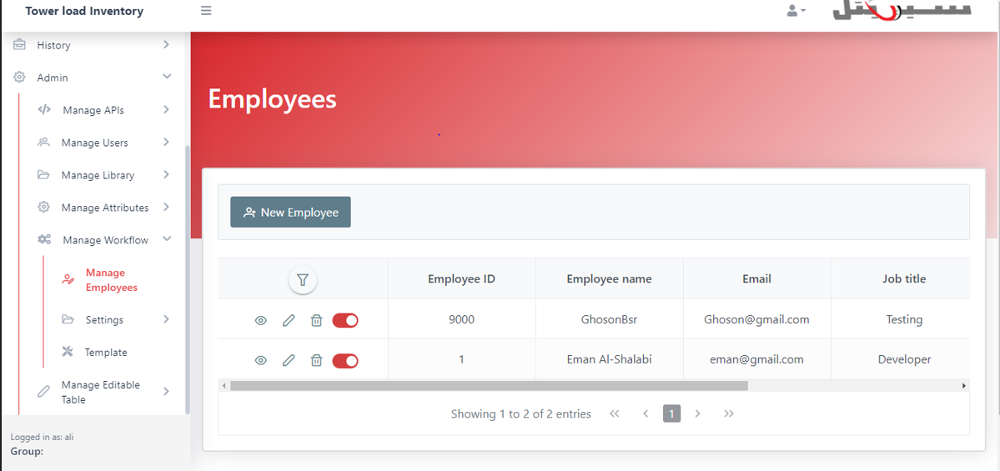 Tower load Inventory
سيريتل
History
Admin
Manage APIs
Manage Users
Manage Library
Manage Attributes
Manage Workflow
Manage
Employees
Settings
Template
Manage Editable
Table
Logged in as: ali
Group:
Employees
New Employee
Employee ID Employee name Email Job title
9000 GhosonBsr Ghoson@gmail.com Testing
1 Eman Al-Shalabi eman@gmail.com Developer
Showing 1 to 2 of 2 entries 1